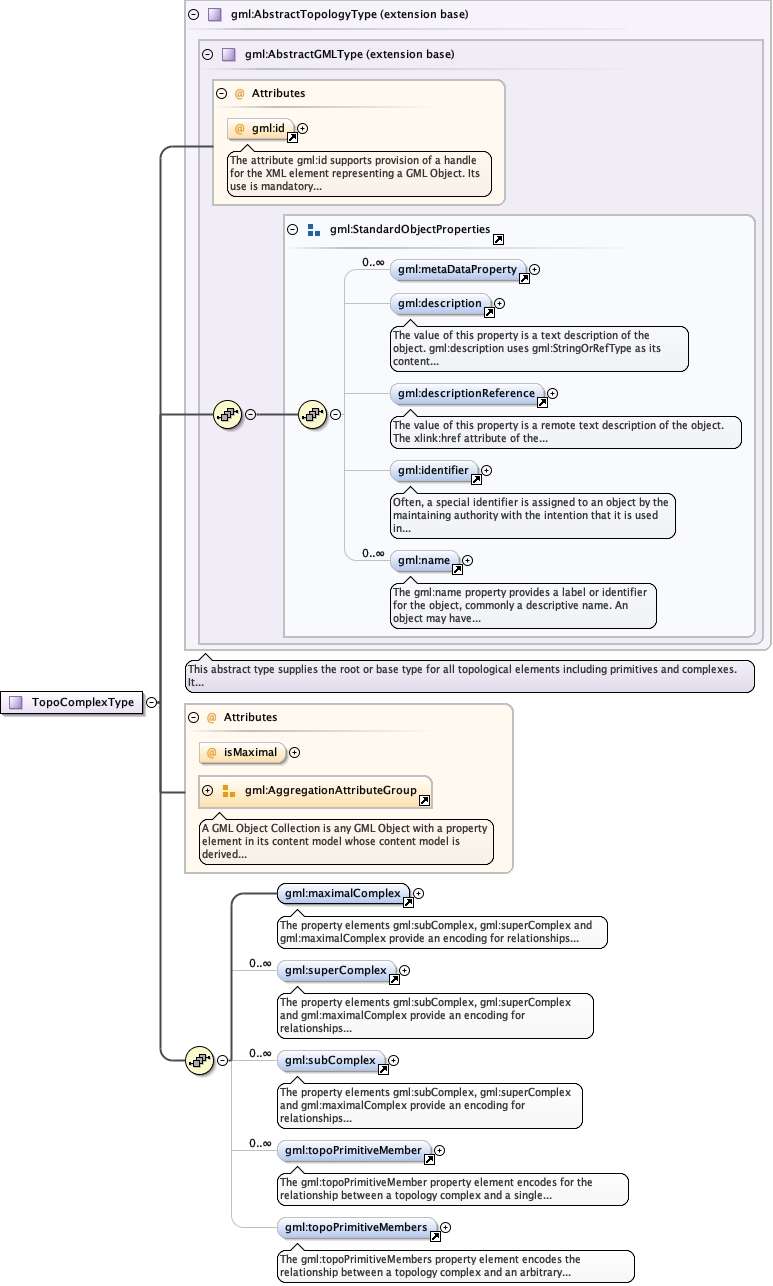 gml:AbstractTopologyType (extension base)
gml:AbstractGMLType (extension base)
@ Attributes
@ gml:id
The attribute gml:id supports provision of a handle
for the XML element representing a GML Object. Its
use is mandatory...
gml:StandardObjectProperties
0..∞
gml:metaDataProperty
gml:description
The value of this property is a text description of the
object. gml:description uses gml:StringOrRefType as its
content...
gml:descriptionReference
The value of this property is a remote text description of the object.
The xlink:href attribute of the...
gml:identifier
Often, a special identifier is assigned to an object by the
maintaining authority with the intention that it is used
in...
0..∞
gml:name
The gml:name property provides a label or identifier
for the object, commonly a descriptive name. An
object may have...
This abstract type supplies the root or base type for all topological elements including primitives and complexes.
It...
TopoComplexType
@ Attributes
@ isMaximal
gml:AggregationAttributeGroup
A GML Object Collection is any GML Object with a property
element in its content model whose content model is
derived...
gml:maximalComplex
The property elements gml:subComplex, gml:superComplex and
gml:maximalComplex provide an encoding for relationships...
0..∞
gml:superComplex
The property elements gml:subComplex, gml:superComplex
and gml:maximalComplex provide an encoding for
relationships...
0..∞
gml:subComplex
The property elements gml:subComplex, gml:superComplex
and gml:maximalComplex provide an encoding for
relationships...
0..∞
gml:topoPrimitiveMember
The gml:topoPrimitiveMember property element encodes for the
relationship between a topology complex and a single...
gml:topoPrimitiveMembers
The gml:topoPrimitiveMembers property element encodes the
relationship between a topology complex and an arbitrary...